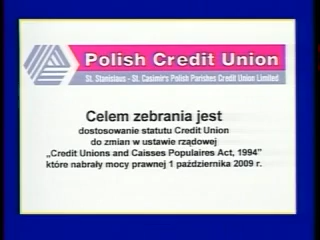 Polish Credit Union
St. Stanislaus - St. Casimir's Polish Parishes Credit Union Limited
Celem zebrania jest
dostosowanie statutu Credit Union
do zmian w ustawie rządowej
„Credit Unions and Caisses Populaires Act, 1994”
które nabrały mocy prawnej 1 października 2009 r.